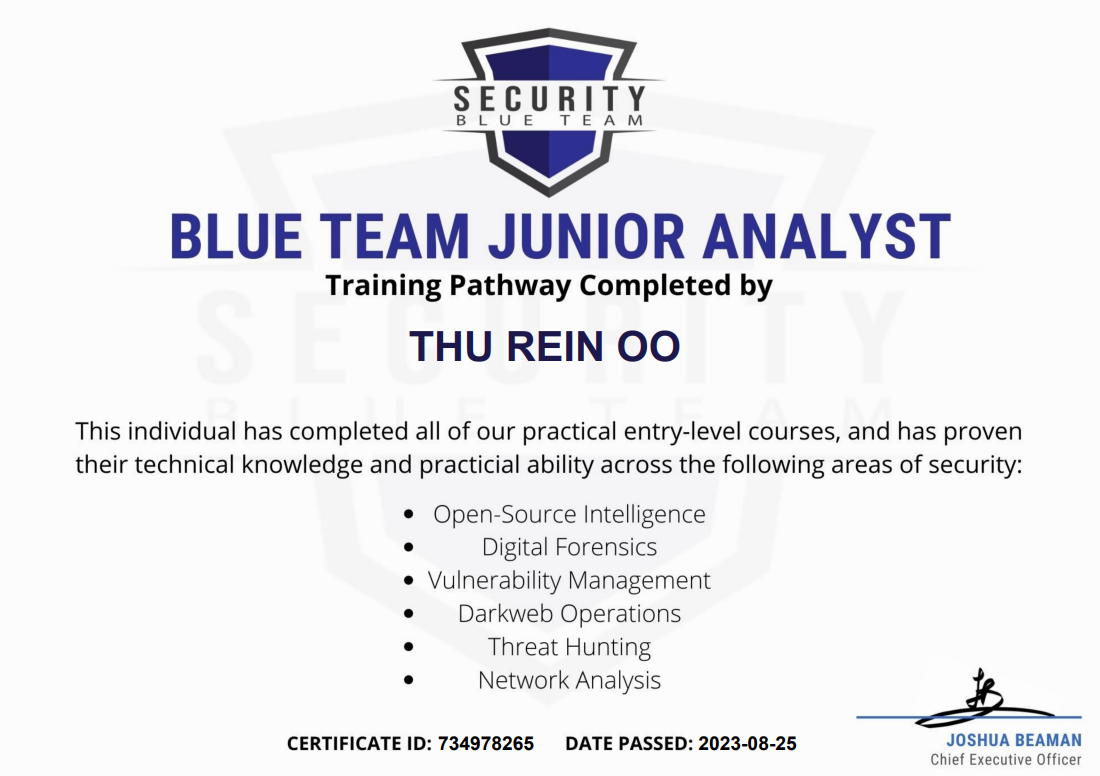 SECURITY
BLUE TEAM
BLUE TEAM JUNIOR ANALYST
Training Pathway Completed by
THU REIN OO
This individual has completed all of our practical entry-level courses, and has proven
their technical knowledge and practicial ability across the following areas of security:
• Open-Source Intelligence
• Digital Forensics
• Vulnerability Management
• Darkweb Operations
• Threat Hunting
• Network Analysis
CERTIFICATE ID: 734978265 DATE PASSED: 2023-08-25
JOSHUA BEAMAN
Chief Executive Officer